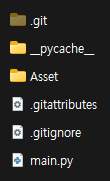 .git
__pycache__
Asset
.gitattributes
.gitignore
main.py